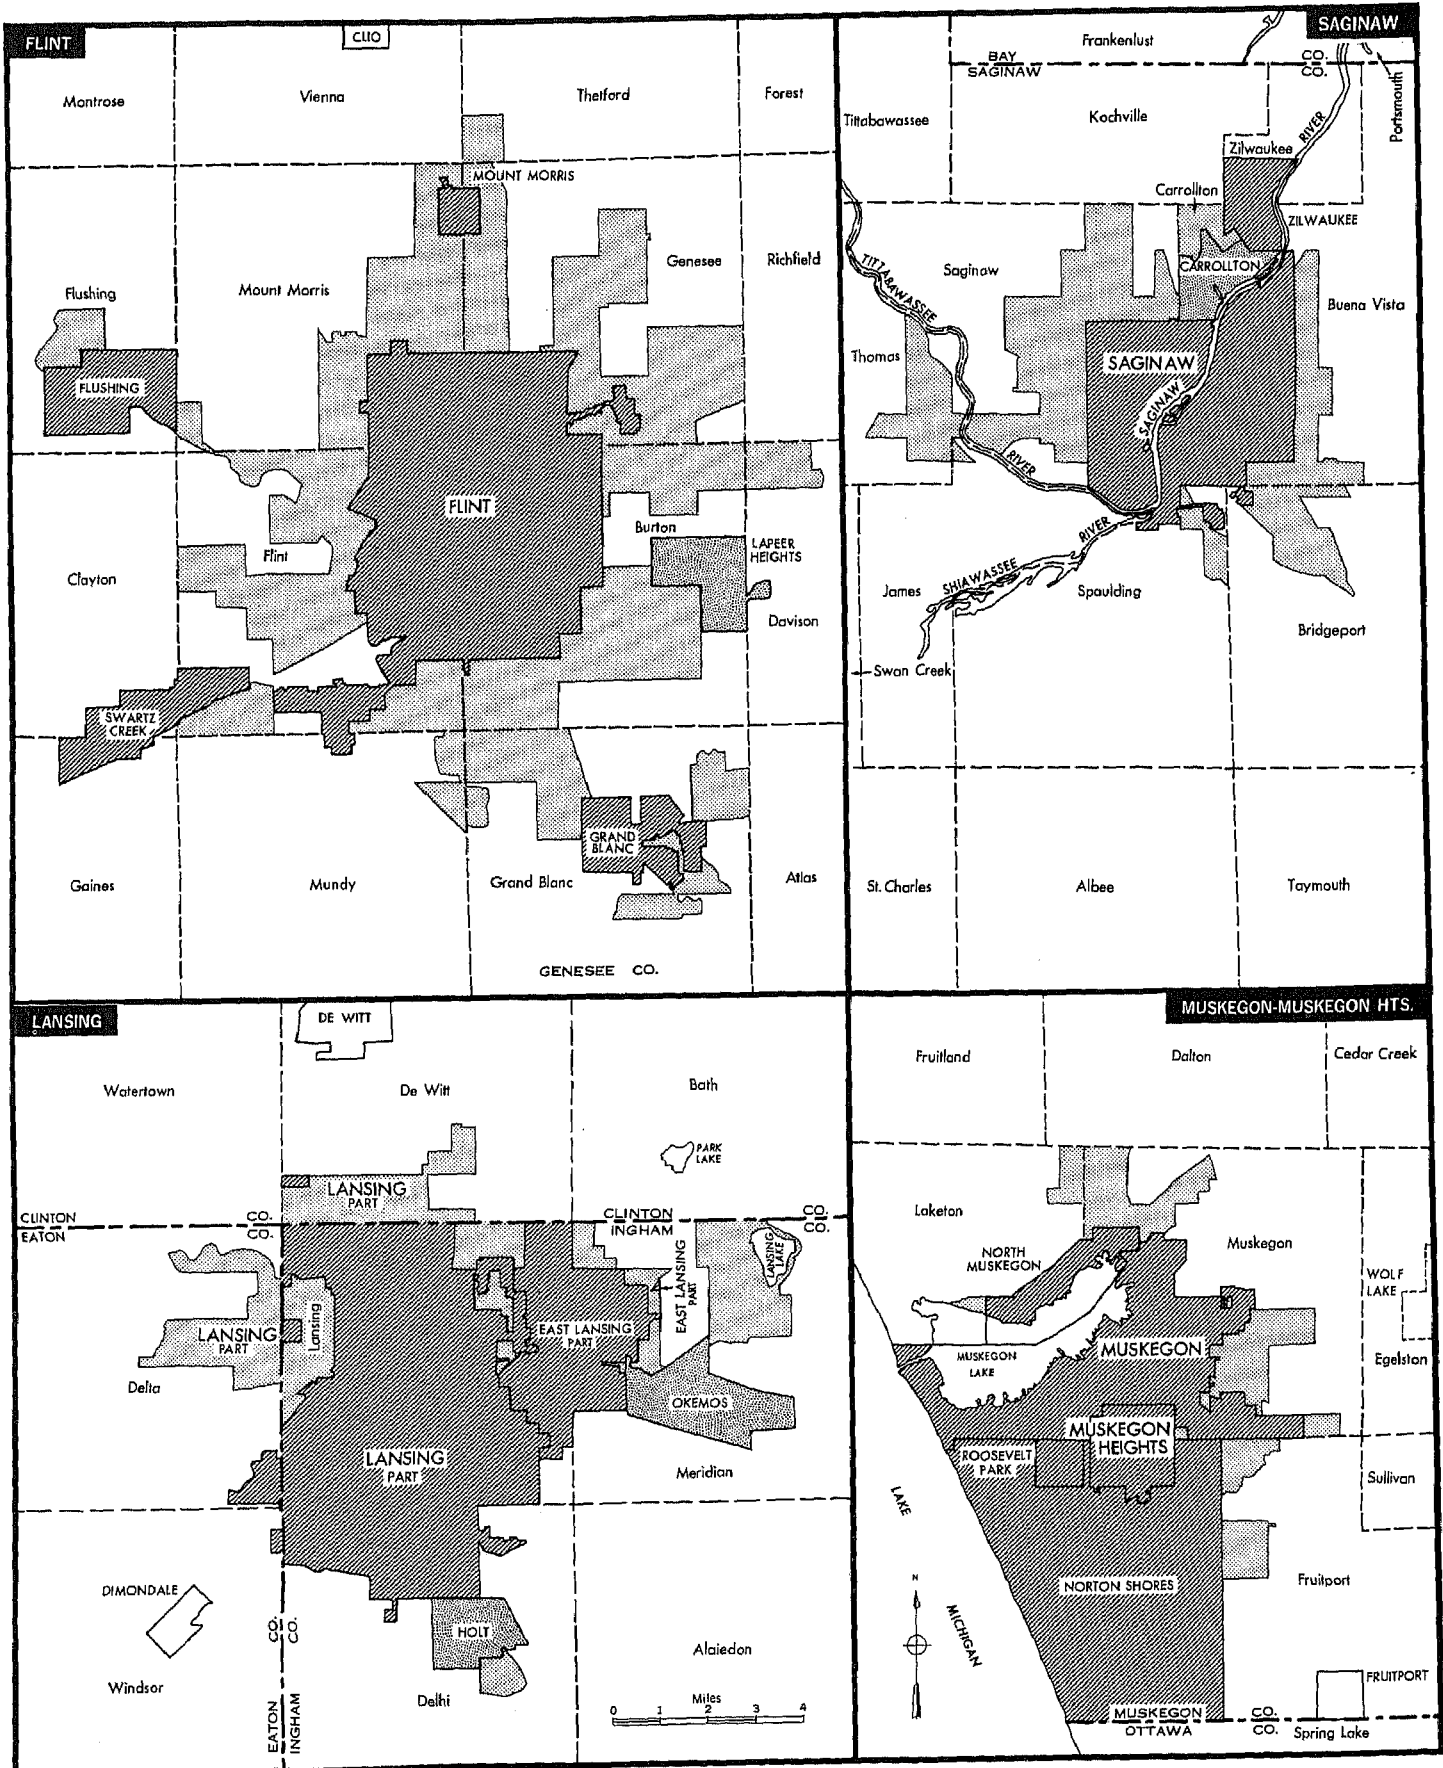 FLINT
CLIO
Montrose
Vienna
Thetford
Forest
MOUNT MORRIS
Flushing
Mount Morris
Genesee
Richfield
FLUSHING
FLINT
Burton
LAPEER
HEIGHTS
Flint
Clayton
Davison
SWARTZ
CREEK
GRAND
BLANC
Gaines
Mundy
Grand Blanc
Atlas
GENESEE CO.
SAGINAW
Frankenlust
BAY CO.
SAGINAW CO.
Portsmouth
Tittabawassee
Kochville
RIVER
Zilwaukee
Carrollton
ZILWAUKEE
TITTABAWASSEE
Saginaw
CARROLLTON
Buena Vista
Thomas
SAGINAW
SAGINAW
RIVER
RIVER
SHIAWASSEE
James
Spaulding
Bridgeport
Swan Creek
St. Charles
Albee
Taymouth
LANSING
DE WITT
Watertown
De Witt
Bath
PARK
LAKE
LANSING
PART
CLINTON CO.
EATON CO.
CLINTON CO.
INGHAM CO.
LANSING
LAKE
EAST LANSING
PART
LANSING
PART
Lansing
EAST LANSING
PART
Delta
OKEMOS
LANSING
PART
Meridian
DIMONDALE
CO.
CO.
HOLT
Alaiedon
Windsor
Delhi
EATON
INGHAM
Miles
0 1 2 3 4
MUSKEGON-MUSKEGON HTS.
Fruitland
Dalton
Cedar Creek
Laketon
NORTH
MUSKEGON
Muskegon
WOLF
LAKE
MUSKEGON
LAKE
MUSKEGON
Egelston
MUSKEGON
HEIGHTS
ROOSEVELT
PARK
Sullivan
LAKE
MICHIGAN
N
NORTON SHORES
Fruitport
FRUITPORT
MUSKEGON CO.
OTTAWA CO.
Spring Lake